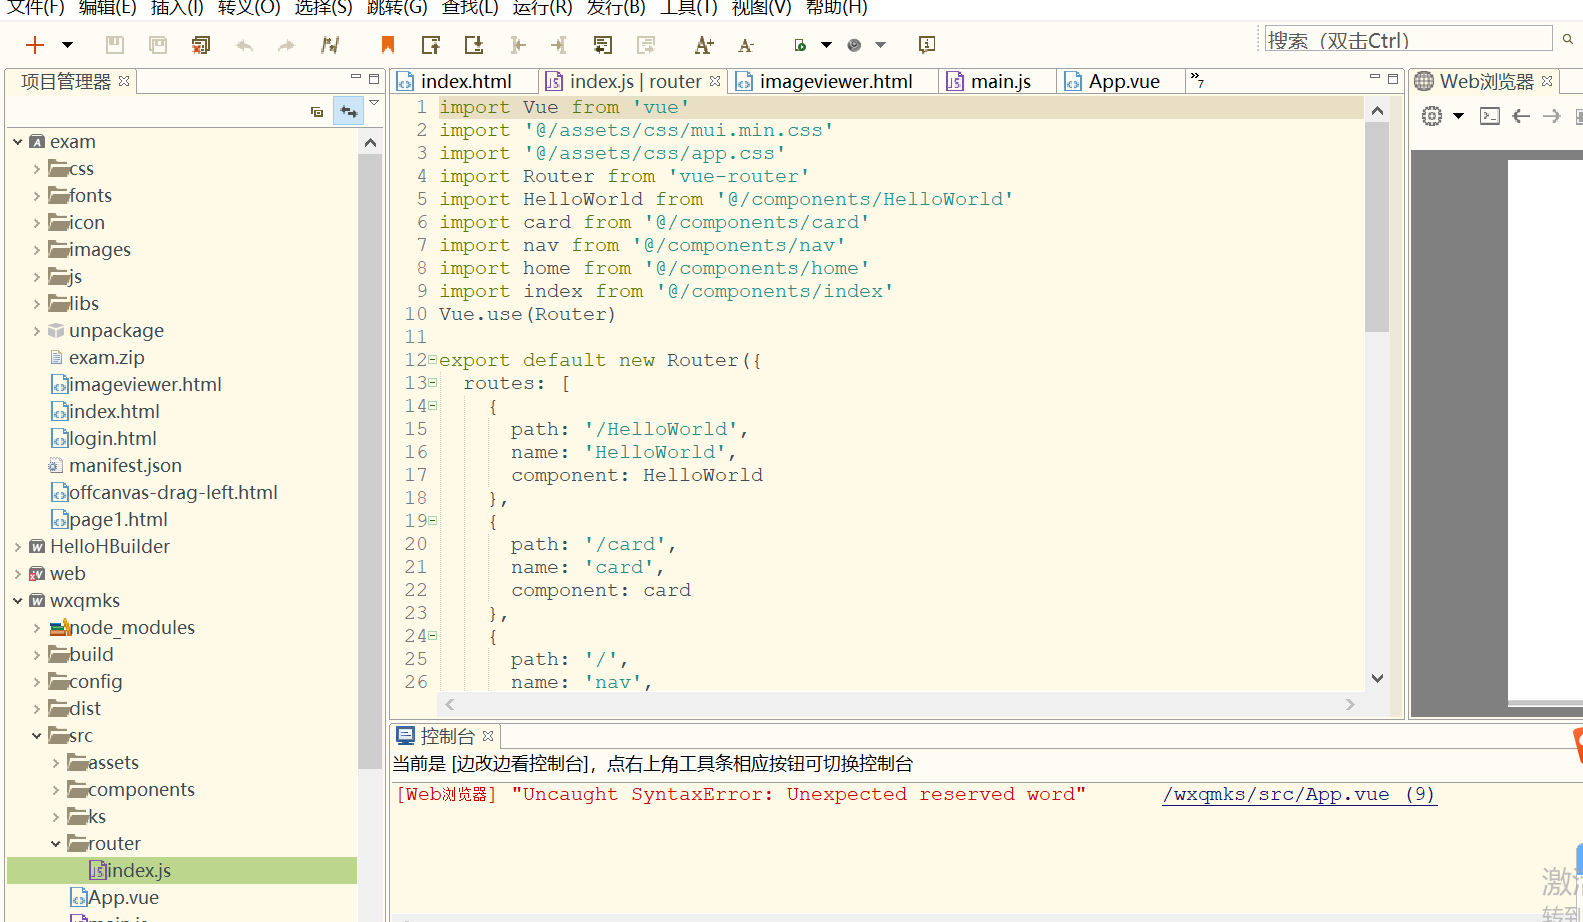 文件(F) 编辑(E) 插入(I) 转义(O) 选择(S) 跳转(G) 查找(L) 运行(R) 发行(B) 工具(T) 视图(V) 帮助(H)
搜索（双击Ctrl）
项目管理器
exam
css
fonts
icon
images
js
libs
unpackage
exam.zip
imageviewer.html
index.html
login.html
manifest.json
offcanvas-drag-left.html
page1.html
HelloHBuilder
web
wxqmks
node_modules
build
config
dist
src
assets
components
ks
router
index.js
App.vue
main.js
index.html index.js | router imageviewer.html main.js App.vue »7
1 import Vue from 'vue'
2 import '@/assets/css/mui.min.css'
3 import '@/assets/css/app.css'
4 import Router from 'vue-router'
5 import HelloWorld from '@/components/HelloWorld'
6 import card from '@/components/card'
7 import nav from '@/components/nav'
8 import home from '@/components/home'
9 import index from '@/components/index'
10 Vue.use(Router)
11
12 export default new Router({
13 routes: [
14 {
15 path: '/HelloWorld',
16 name: 'HelloWorld',
17 component: HelloWorld
18 },
19 {
20 path: '/card',
21 name: 'card',
22 component: card
23 },
24 {
25 path: '/',
26 name: 'nav',
Web浏览器
控制台
当前是 [边改边看控制台]，点右上角工具条相应按钮可切换控制台
[Web浏览器] "Uncaught SyntaxError: Unexpected reserved word" /wxqmks/src/App.vue (9)
激活
转到